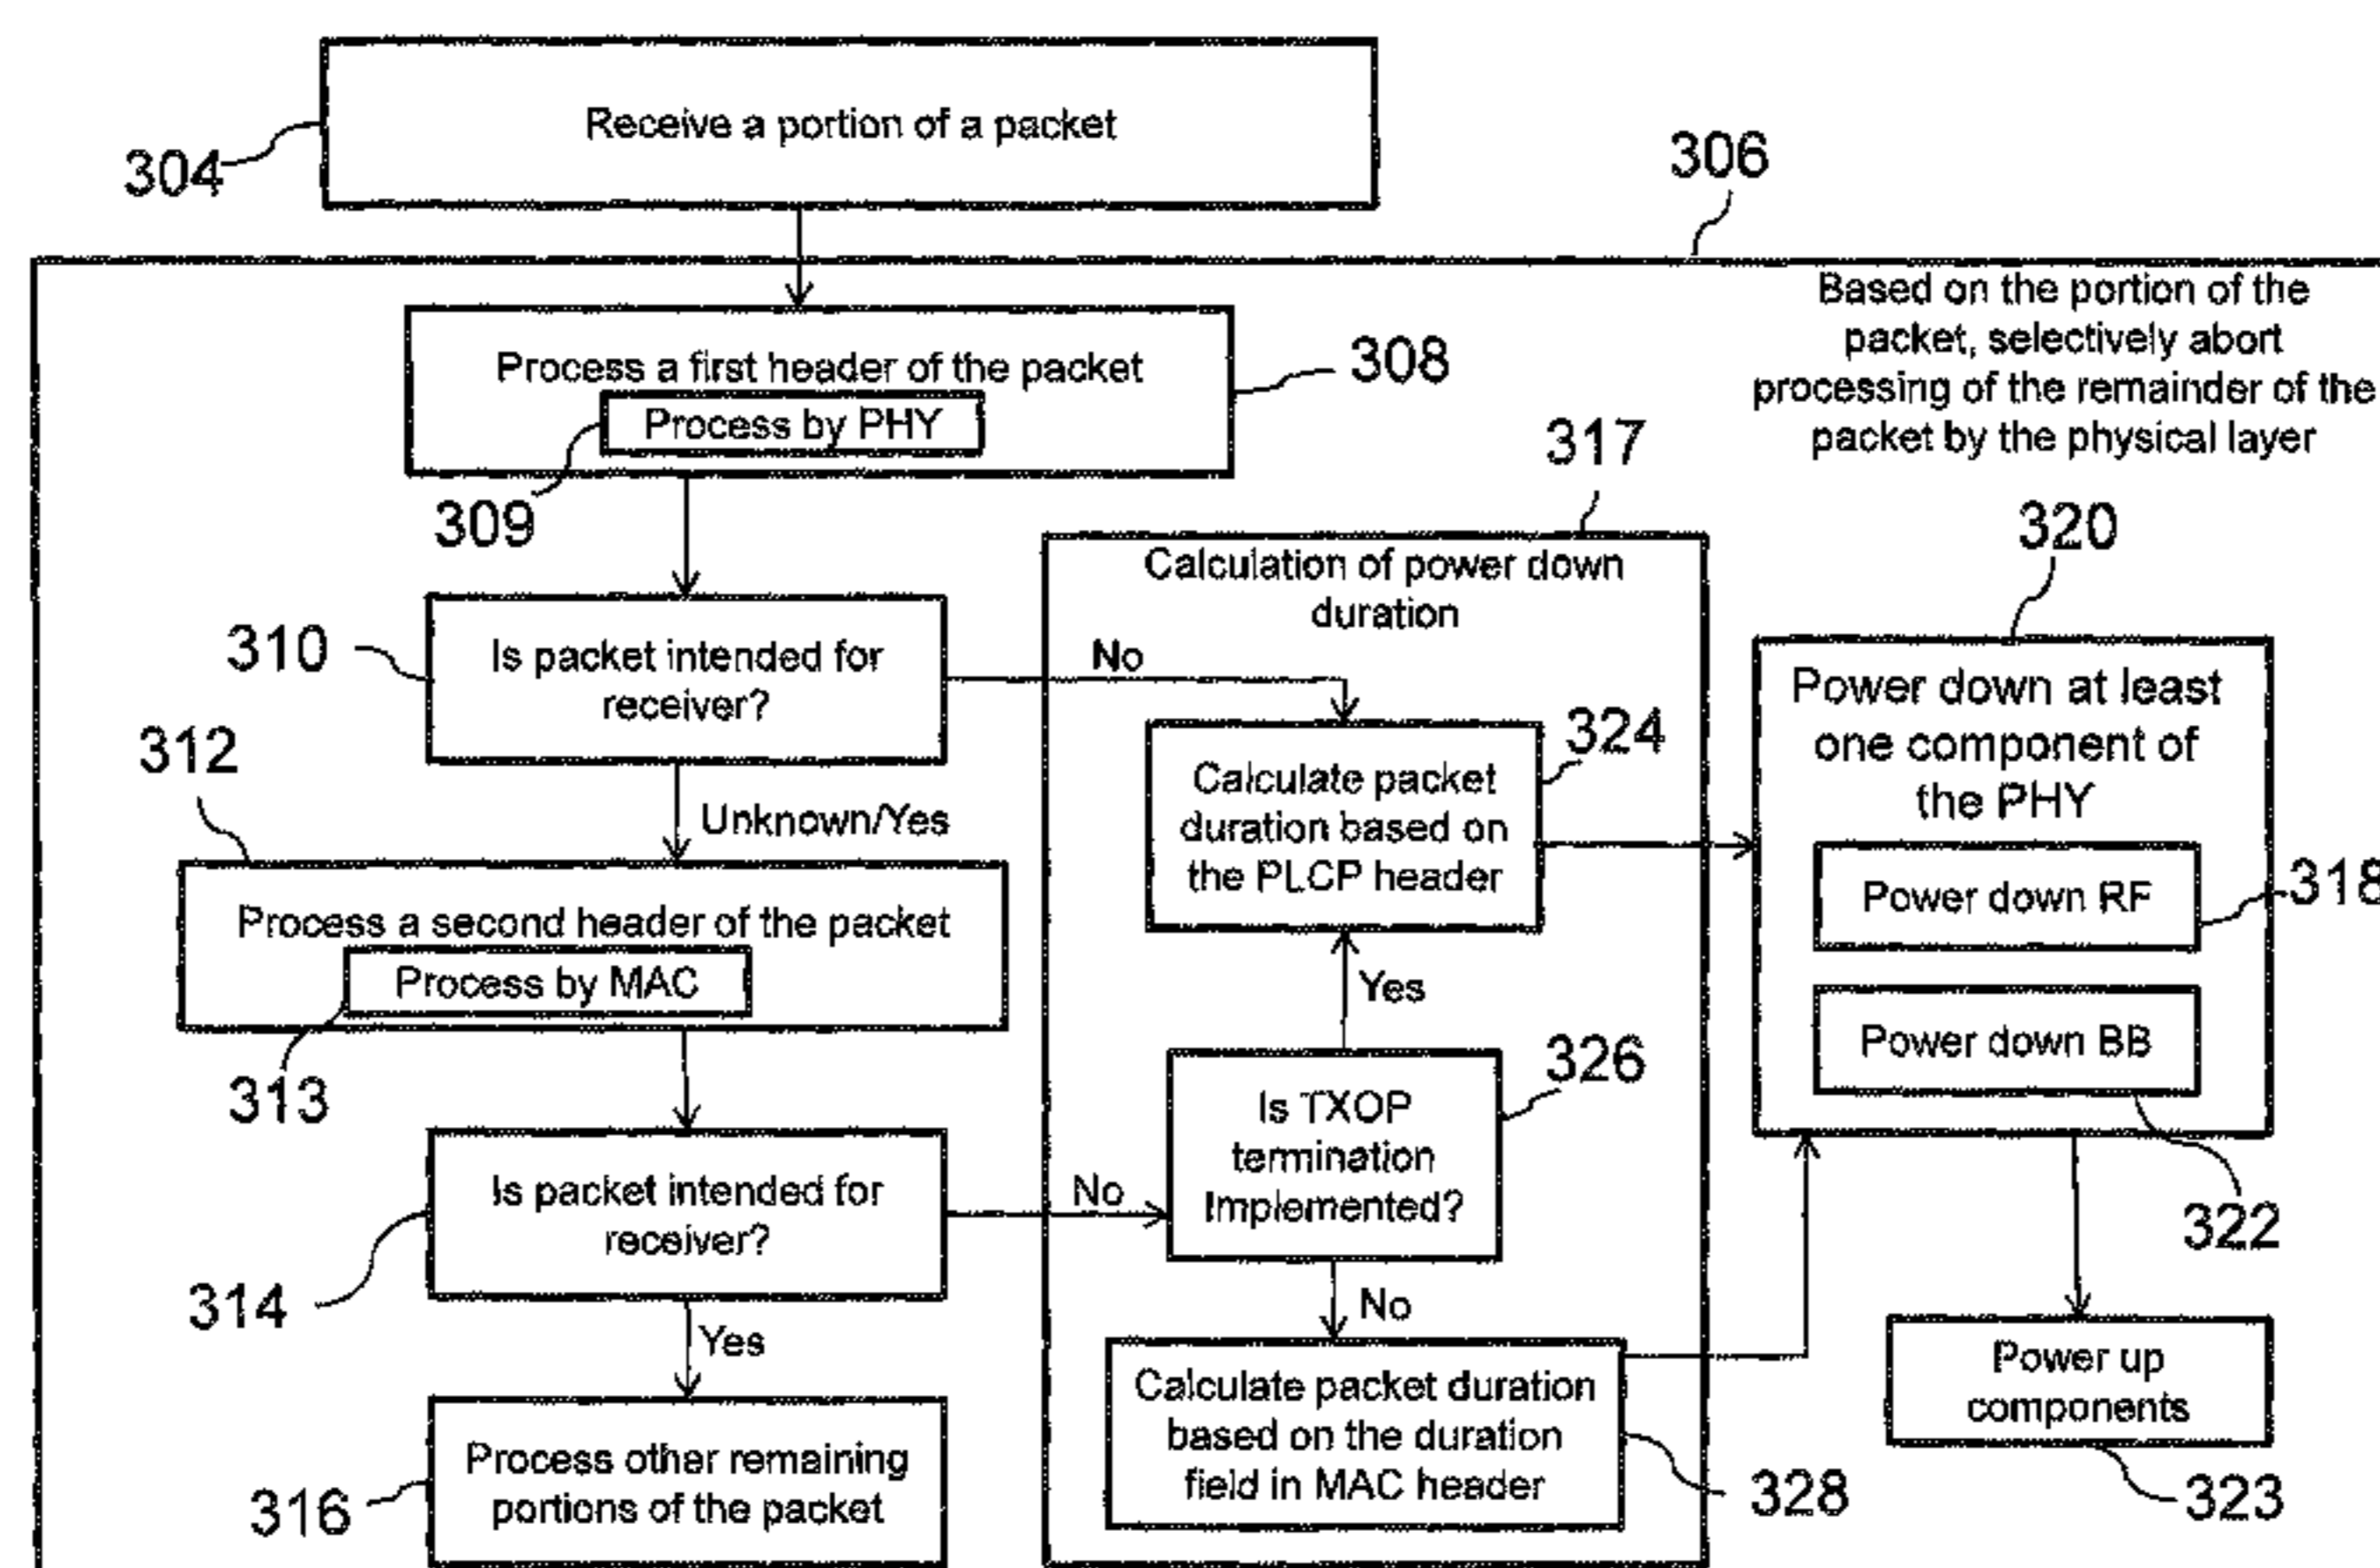 Receive a portion of a packet
304
306
Based on the portion of the
packet, selectively abort
processing of the remainder of the
packet by the physical layer
Process a first header of the packet
Process by PHY
308
309
317
Calculation of power down
duration
320
310
Is packet intended for
receiver?
No
Power down at least
one component of
the PHY
324
Calculate packet
duration based on
the PLCP header
312
Unknown/Yes
Power down RF
318
Process a second header of the packet
Process by MAC
313
Yes
Power down BB
322
326
Is TXOP
termination
Implemented?
314
Is packet intended for
receiver?
No
No
Yes
Calculate packet duration
based on the duration
field in MAC header
328
Power up
components
323
Process other remaining
portions of the packet
316